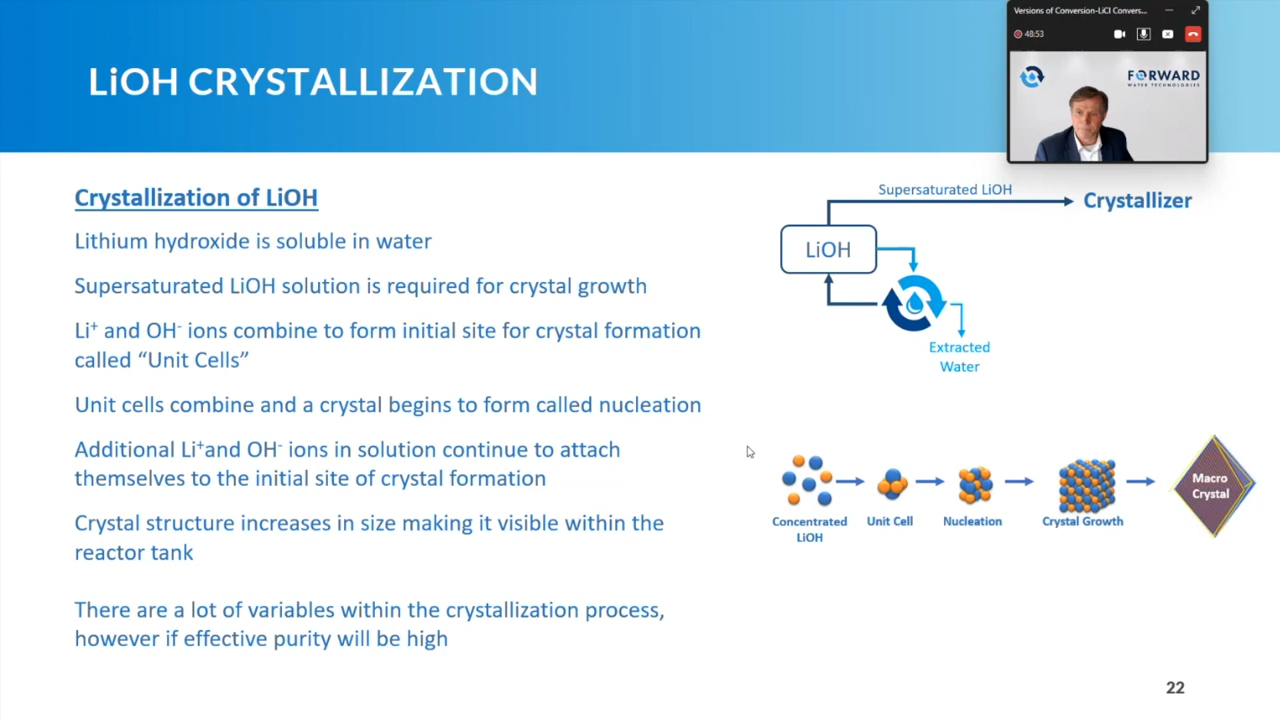 Versions of Conversion-LiCl Convers...
48:53
FORWARD
WATER TECHNOLOGIES
LiOH CRYSTALLIZATION
Crystallization of LiOH
Lithium hydroxide is soluble in water
Supersaturated LiOH solution is required for crystal growth
Li⁺ and OH⁻ ions combine to form initial site for crystal formation
called “Unit Cells”
Unit cells combine and a crystal begins to form called nucleation
Additional Li⁺and OH⁻ ions in solution continue to attach
themselves to the initial site of crystal formation
Crystal structure increases in size making it visible within the
reactor tank
There are a lot of variables within the crystallization process,
however if effective purity will be high
Supersaturated LiOH
Crystallizer
LiOH
Extracted
Water
Concentrated
LiOH
Unit Cell
Nucleation
Crystal Growth
Macro
Crystal
22